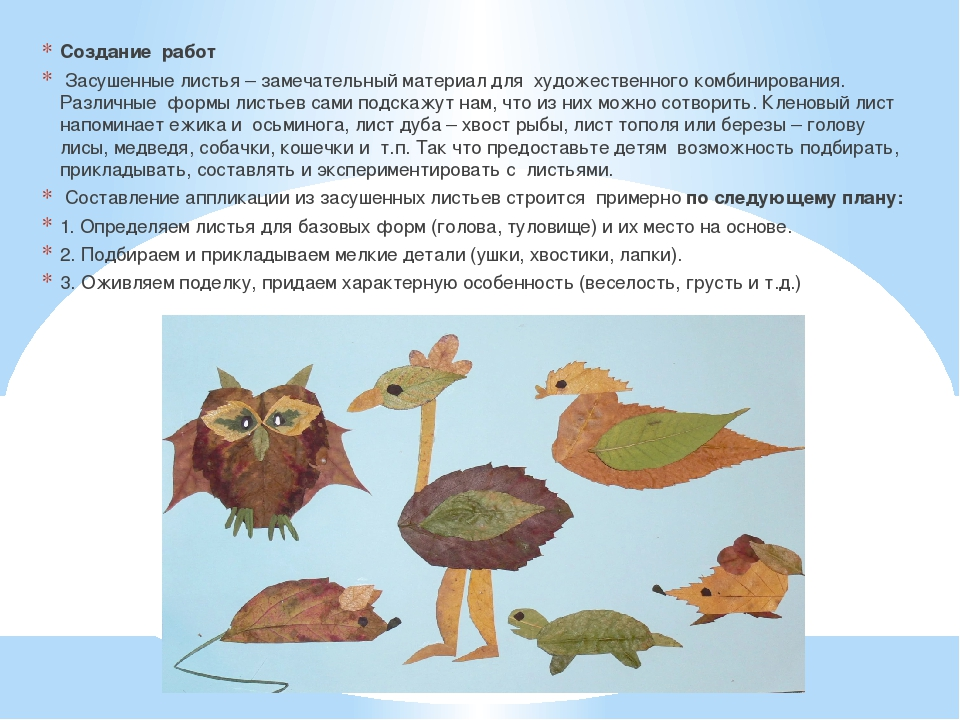 * Создание работ
* Засушенные листья – замечательный материал для художественного комбинирования.
Различные формы листьев сами подскажут нам, что из них можно сотворить. Кленовый лист
напоминает ежика и осьминога, лист дуба – хвост рыбы, лист тополя или березы – голову
лисы, медведя, собачки, кошечки и т.п. Так что предоставьте детям возможность подбирать,
прикладывать, составлять и экспериментировать с листьями.
* Составление аппликации из засушенных листьев строится примерно по следующему плану:
* 1. Определяем листья для базовых форм (голова, туловище) и их место на основе.
* 2. Подбираем и прикладываем мелкие детали (ушки, хвостики, лапки).
* 3. Оживляем поделку, придаем характерную особенность (веселость, грусть и т.д.)